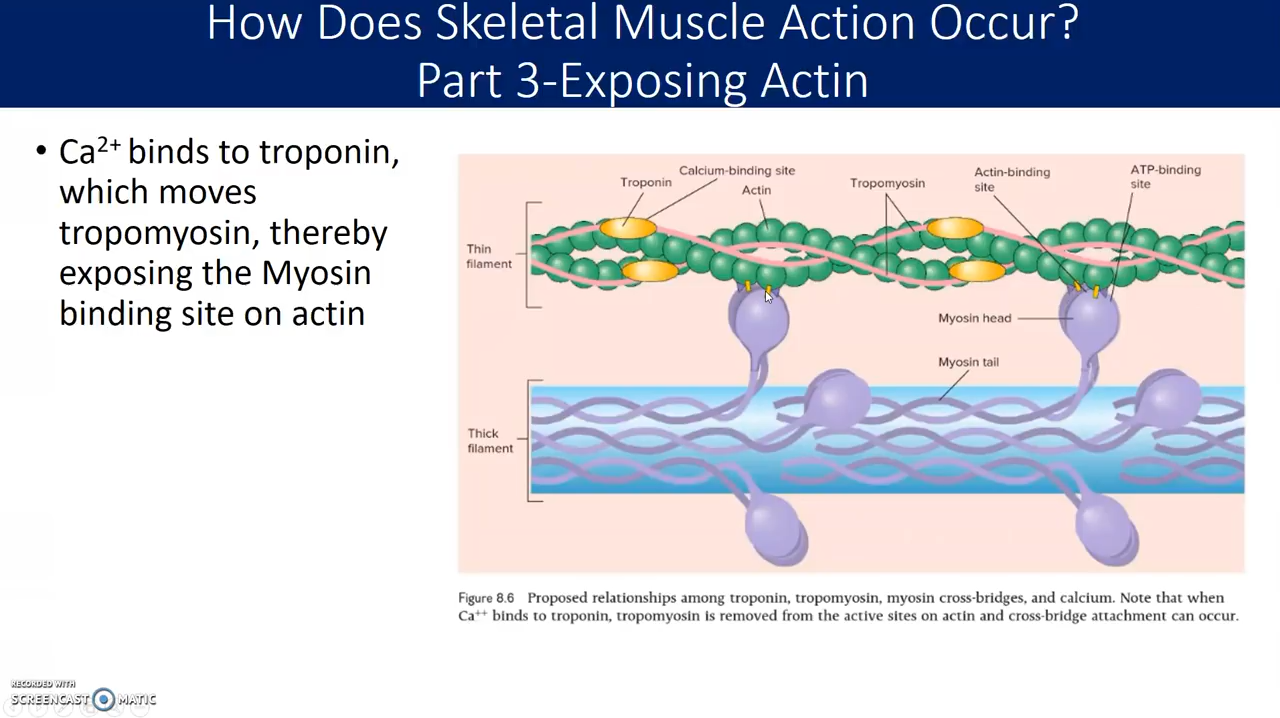 How Does Skeletal Muscle Action Occur?
Part 3-Exposing Actin
• Ca²⁺ binds to troponin,
which moves
tropomyosin, thereby
exposing the Myosin
binding site on actin
Troponin
Calcium-binding site
Actin
Tropomyosin
Actin-binding
site
ATP-binding
site
Thin
filament
Myosin head
Myosin tail
Thick
filament
Figure 8.6 Proposed relationships among troponin, tropomyosin, myosin cross-bridges, and calcium. Note that when
Ca⁺⁺ binds to troponin, tropomyosin is removed from the active sites on actin and cross-bridge attachment can occur.
RECORDED WITH
SCREENCAST MATIC